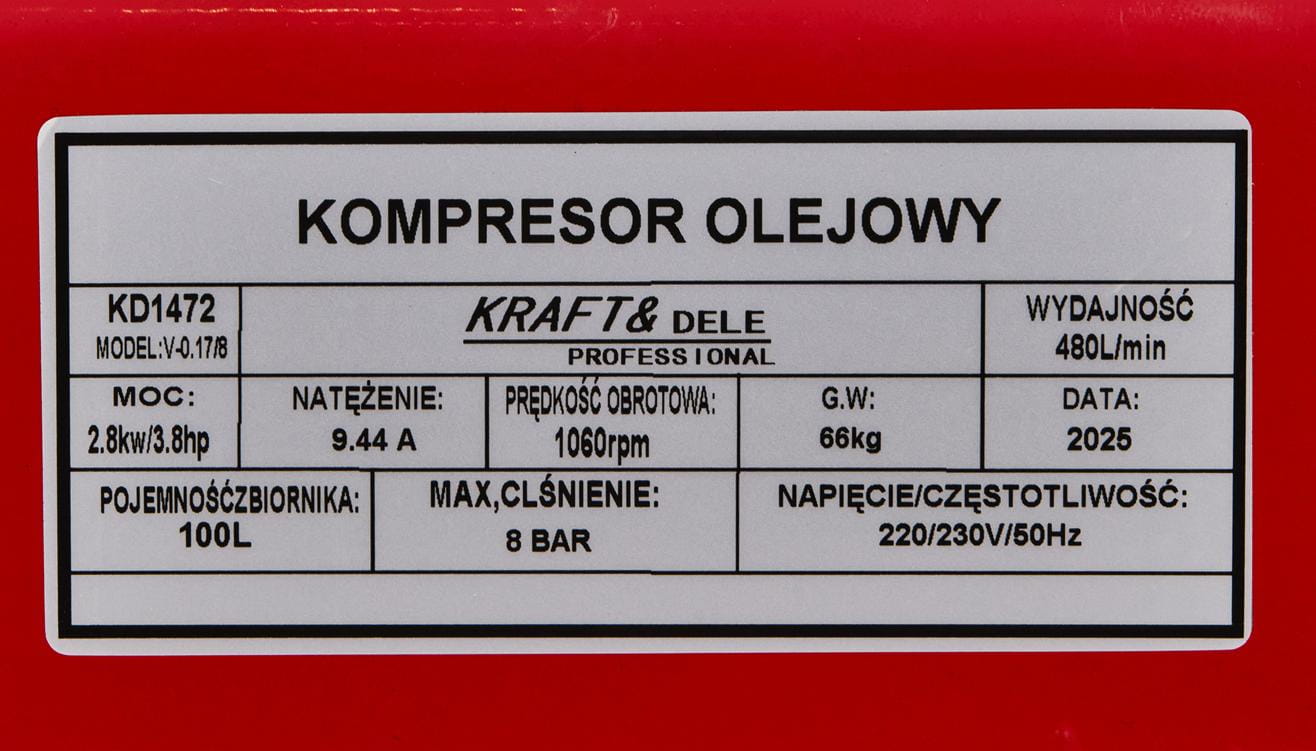 KOMPRESOR OLEJOWY
KD1472
MODEL:V-0.17/8
KRAFT& DELE
PROFESSIONAL
WYDAJNOŚĆ
480L/min
MOC:
2.8kw/3.8hp
NATĘŻENIE:
9.44 A
PRĘDKOŚĆ OBROTOWA:
1060rpm
G.W:
66kg
DATA:
2025
POJEMNOŚĆZBIORNIKA:
100L
MAX,CLŚNIENIE:
8 BAR
NAPIĘCIE/CZĘSTOTLIWOŚĆ:
220/230V/50Hz